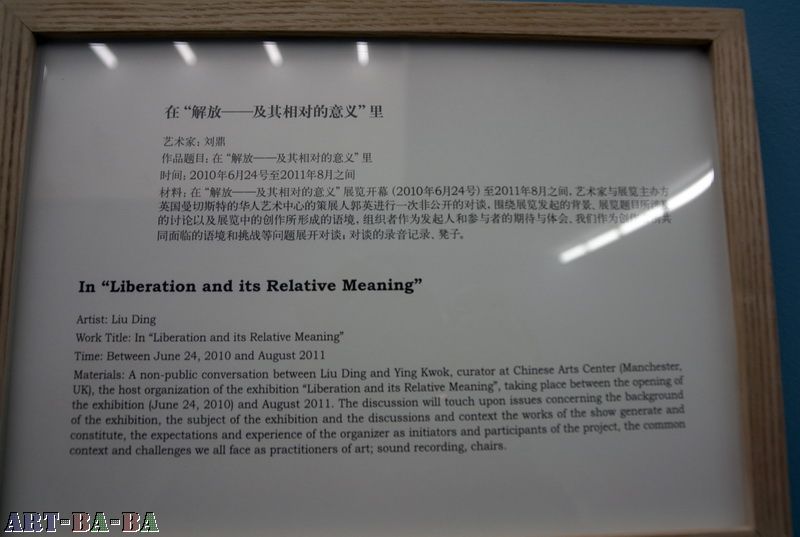 在“解放——及其相对的意义”里
艺术家：刘鼎
作品题目：在“解放——及其相对的意义”里
时间：2010年6月24号至2011年8月之间
材料：在“解放——及其相对的意义”展览开幕（2010年6月24号）至2011年8月之间，艺术家与展览主办方
英国曼切斯特的华人艺术中心的策展人郭英进行一次非公开的对谈，围绕展览发起的背景、展览题目所
的讨论以及展览中的创作所形成的语境，组织者作为发起人和参与者的期待与体会、我们作为创作 共
同面临的语境和挑战等问题展开对谈；对谈的录音记录、凳子。
In “Liberation and its Relative Meaning”
Artist: Liu Ding
Work Title: In “Liberation and its Relative Meaning”
Time: Between June 24, 2010 and August 2011
Materials: A non-public conversation between Liu Ding and Ying Kwok, curator at Chinese Arts Center (Manchester,
UK), the host organization of the exhibition “Liberation and its Relative Meaning”, taking place between the opening of
the exhibition (June 24, 2010) and August 2011. The discussion will touch upon issues concerning the background
of the exhibition, the subject of the exhibition and the discussions and context the works of the show generate and
constitute, the expectations and experience of the organizer as initiators and participants of the project, the common
context and challenges we all face as practitioners of art; sound recording, chairs.
ART-BA-BA